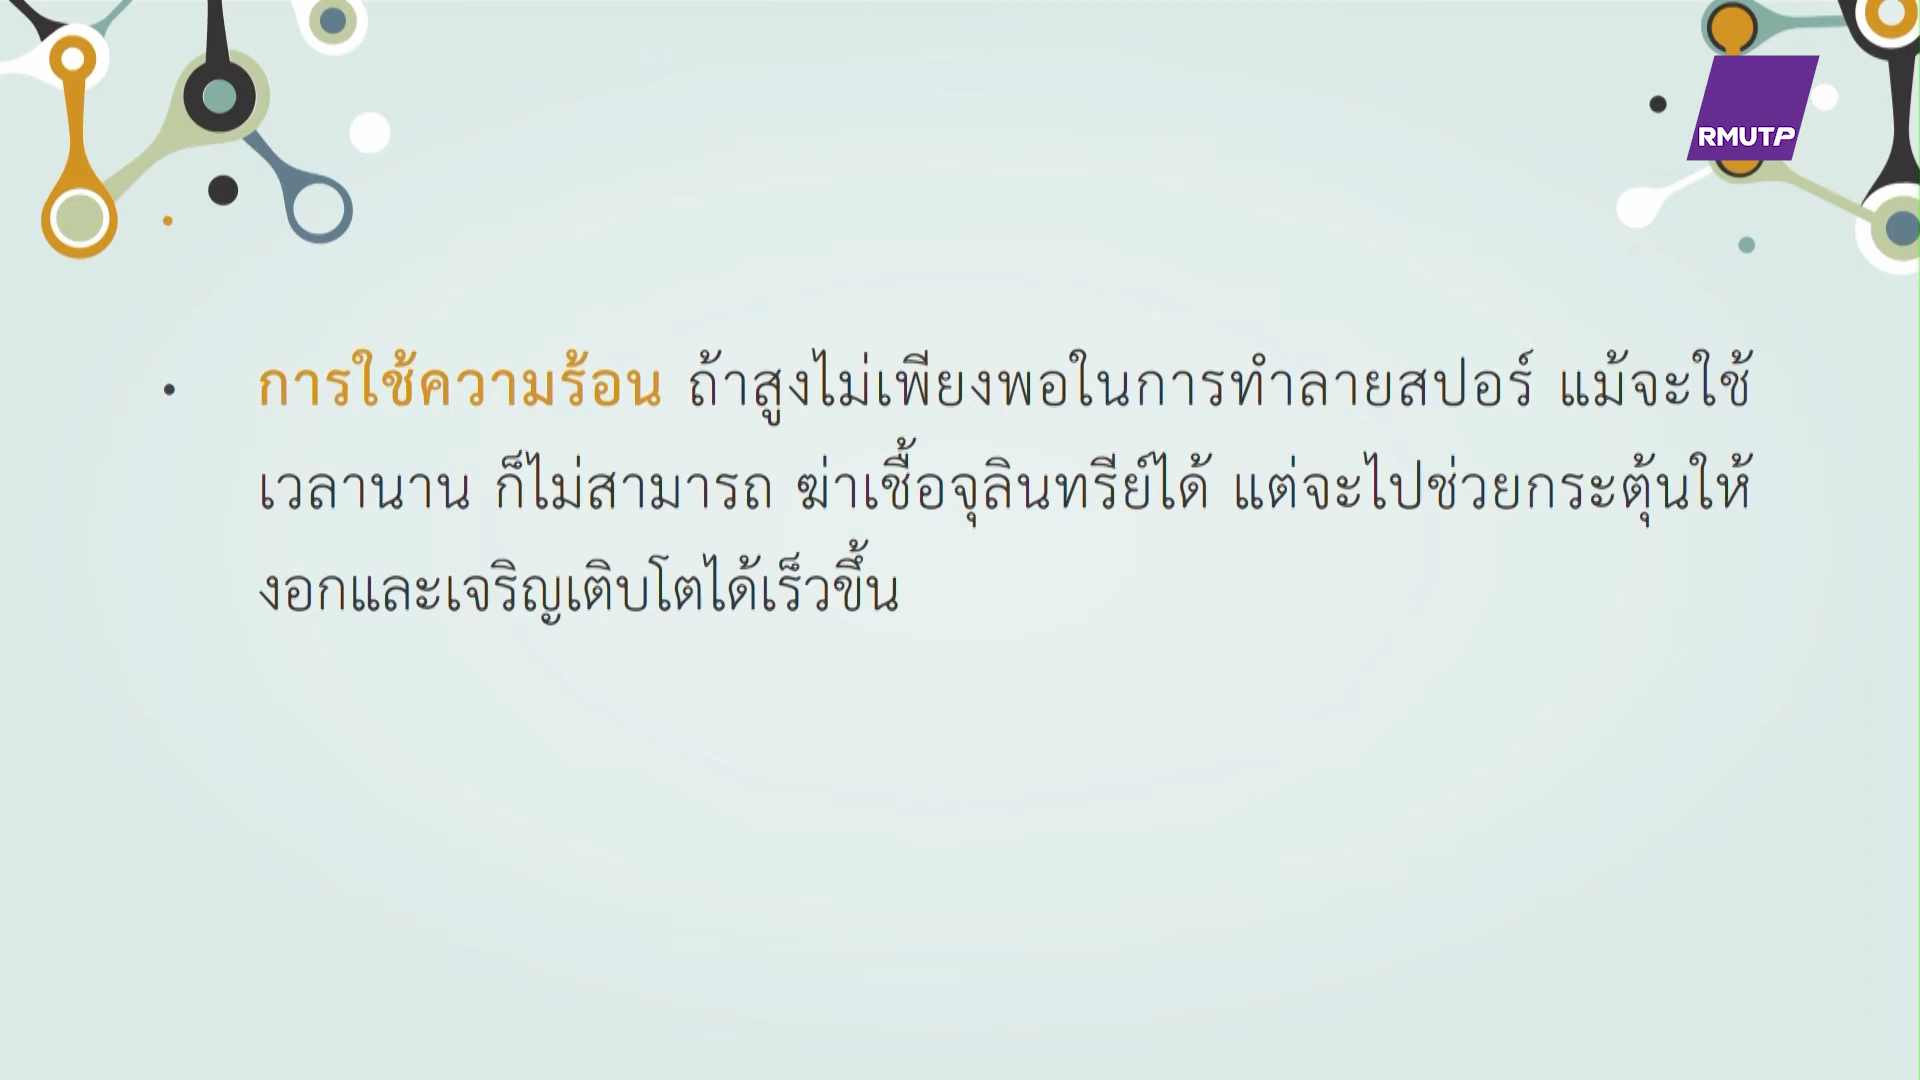 RMUTP
• การใช้ความร้อน ถ้าสูงไม่เพียงพอในการทำลายสปอร์ แม้จะใช้
เวลานาน ก็ไม่สามารถ ฆ่าเชื้อจุลินทรีย์ได้ แต่จะไปช่วยกระตุ้นให้
งอกและเจริญเติบโตได้เร็วขึ้น